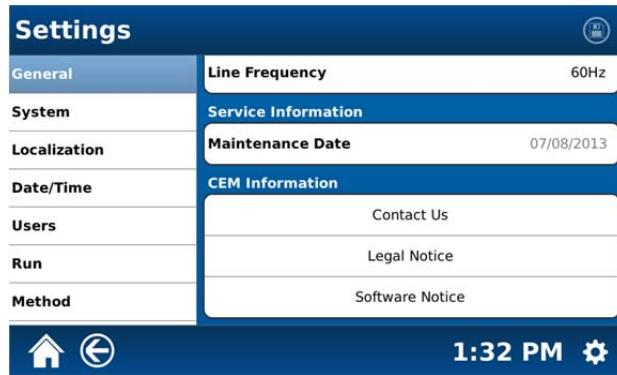 Settings
General
System
Localization
Date/Time
Users
Run
Method
Line Frequency 60Hz
Service Information
Maintenance Date 07/08/2013
CEM Information
Contact Us
Legal Notice
Software Notice
1:32 PM